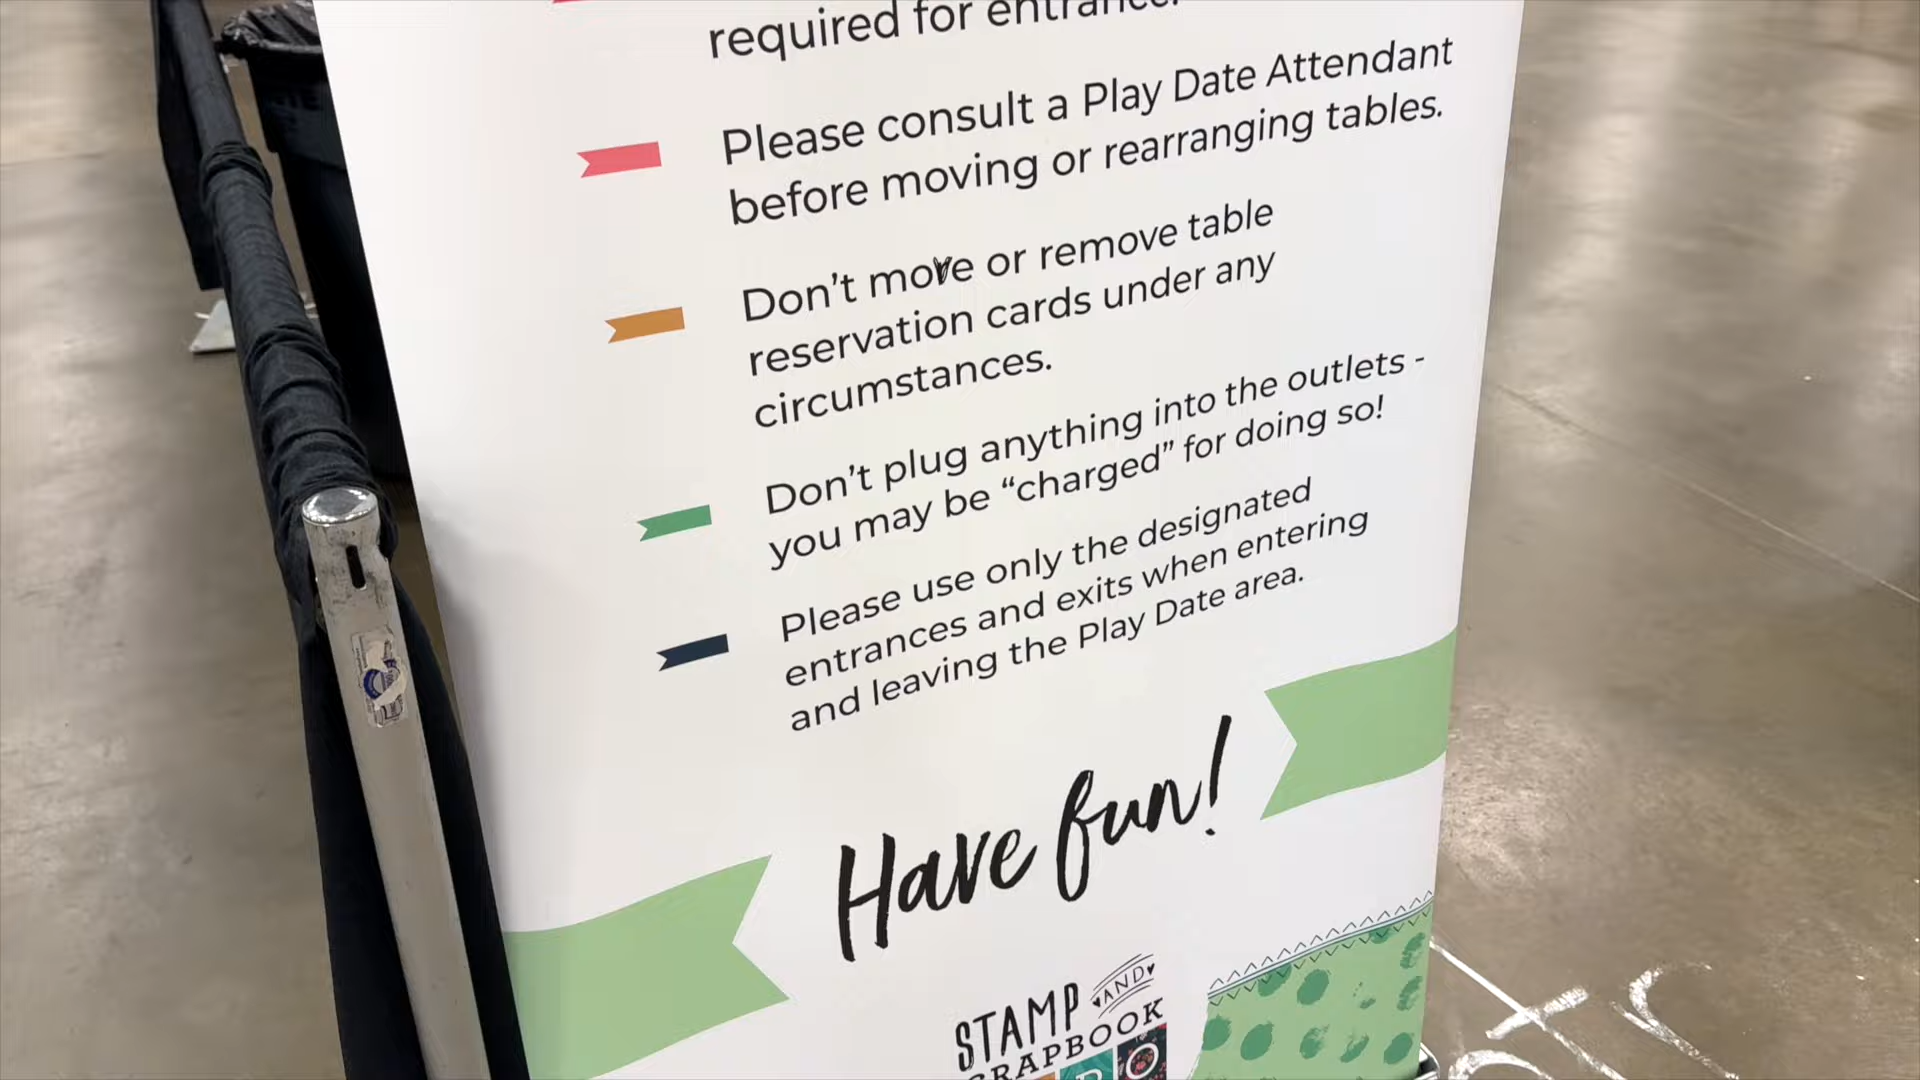 required for entrance.
Please consult a Play Date Attendant
before moving or rearranging tables.
Don't move or remove table
reservation cards under any
circumstances.
Don't plug anything into the outlets -
you may be “charged” for doing so!
Please use only the designated
entrances and exits when entering
and leaving the Play Date area.
Have fun!
STAMP AND